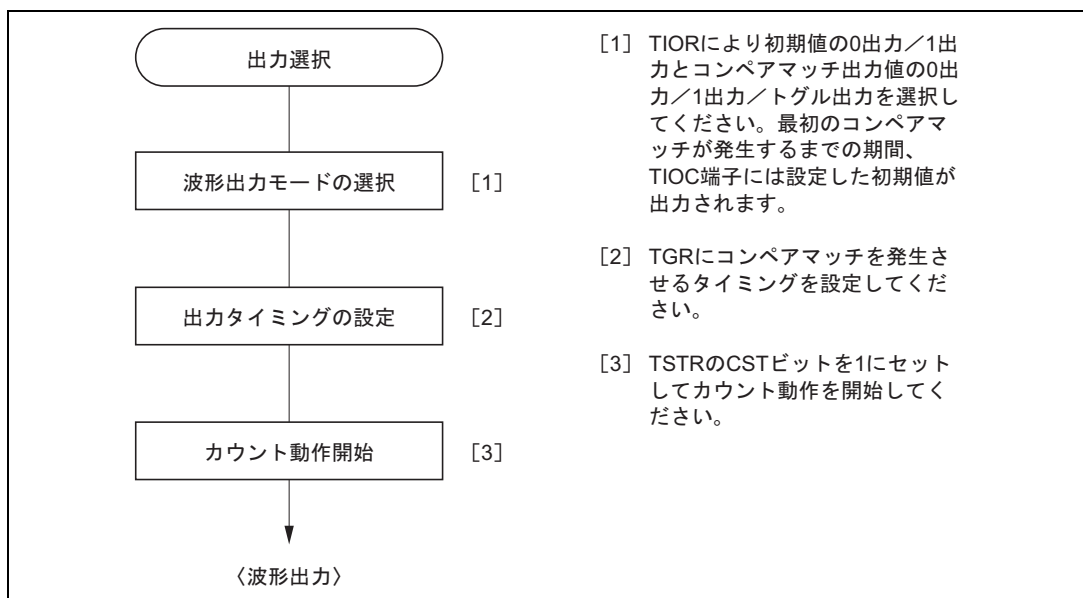 出力選択
波形出力モードの選択 [1]
出力タイミングの設定 [2]
カウント動作開始 [3]
〈波形出力〉
[1] TIORにより初期値の0出力/1出
力とコンペアマッチ出力値の0出
力/1出力/トグル出力を選択し
てください。最初のコンペアマ
ッチが発生するまでの期間、
TIOC端子には設定した初期値が
出力されます。
[2] TGRにコンペアマッチを発生さ
せるタイミングを設定してくだ
さい。
[3] TSTRのCSTビットを1にセット
してカウント動作を開始してく
ださい。